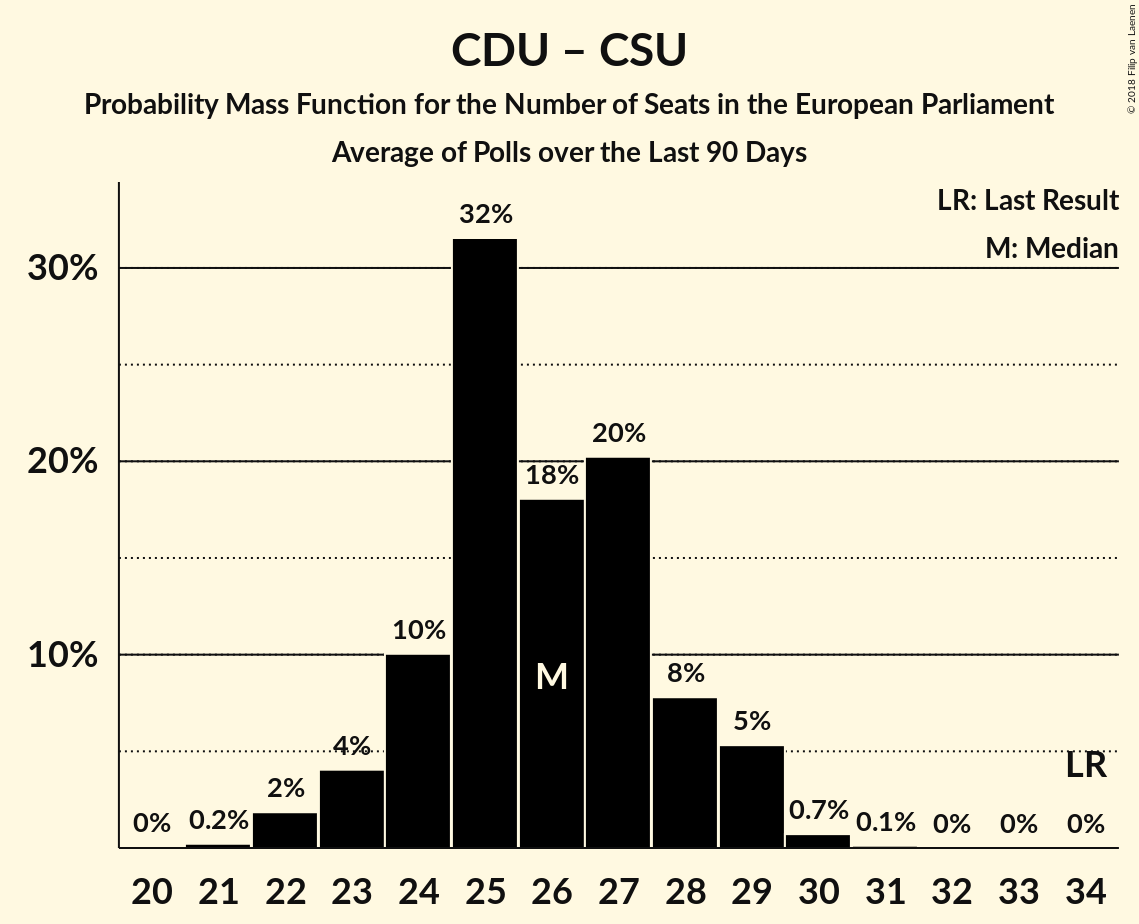 CDU – CSU
Probability Mass Function for the Number of Seats in the European Parliament
Average of Polls over the Last 90 Days
© 2018 Filip van Laenen
LR: Last Result
M: Median
32%
30%
20%
20%
18%
10%
10%
M
8%
5%
4%
LR
2%
0%
0.2%
0.7%
0.1%
0%
0%
0%
20 21 22 23 24 25 26 27 28 29 30 31 32 33 34